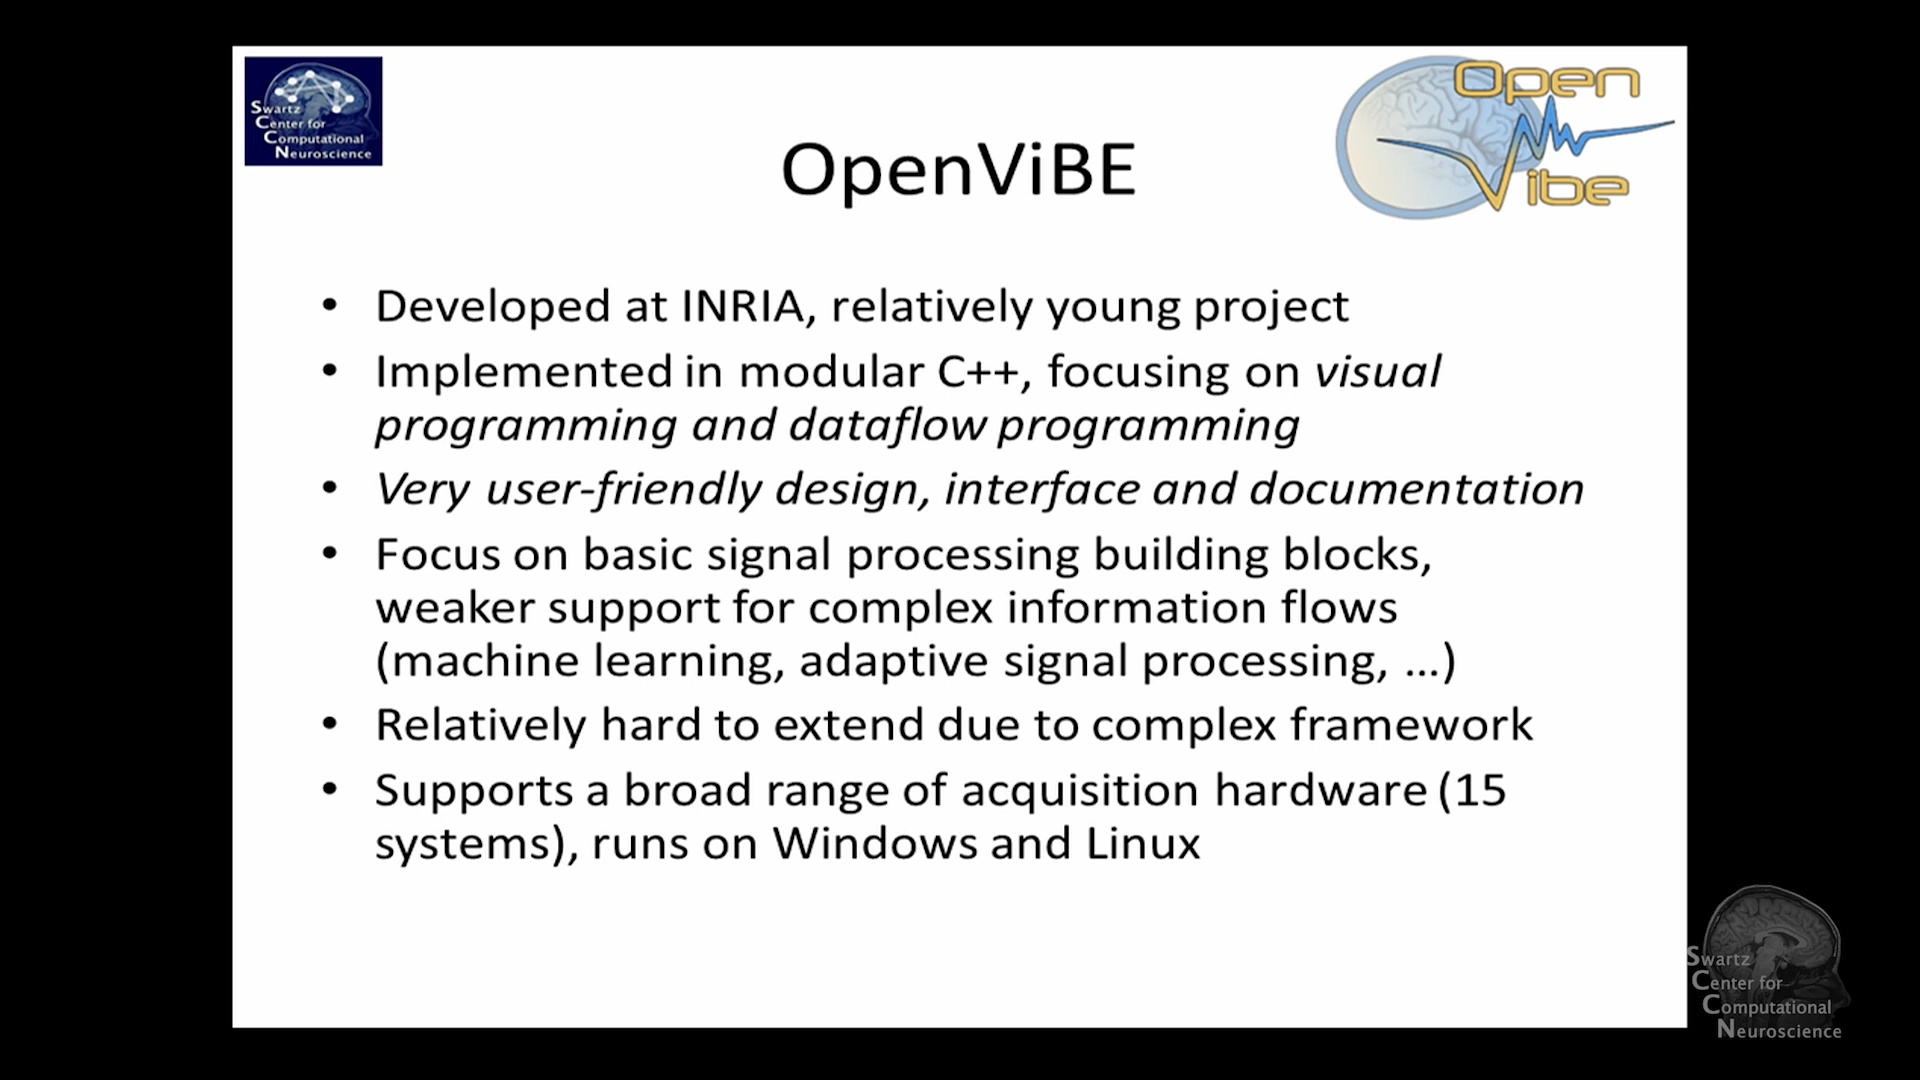 Swartz
Center for
Computational
Neuroscience
Open
Vibe
OpenViBE
• Developed at INRIA, relatively young project
• Implemented in modular C++, focusing on visual
programming and dataflow programming
• Very user-friendly design, interface and documentation
• Focus on basic signal processing building blocks,
weaker support for complex information flows
(machine learning, adaptive signal processing, ...)
• Relatively hard to extend due to complex framework
• Supports a broad range of acquisition hardware (15
systems), runs on Windows and Linux
Swartz
Center for
Computational
Neuroscience